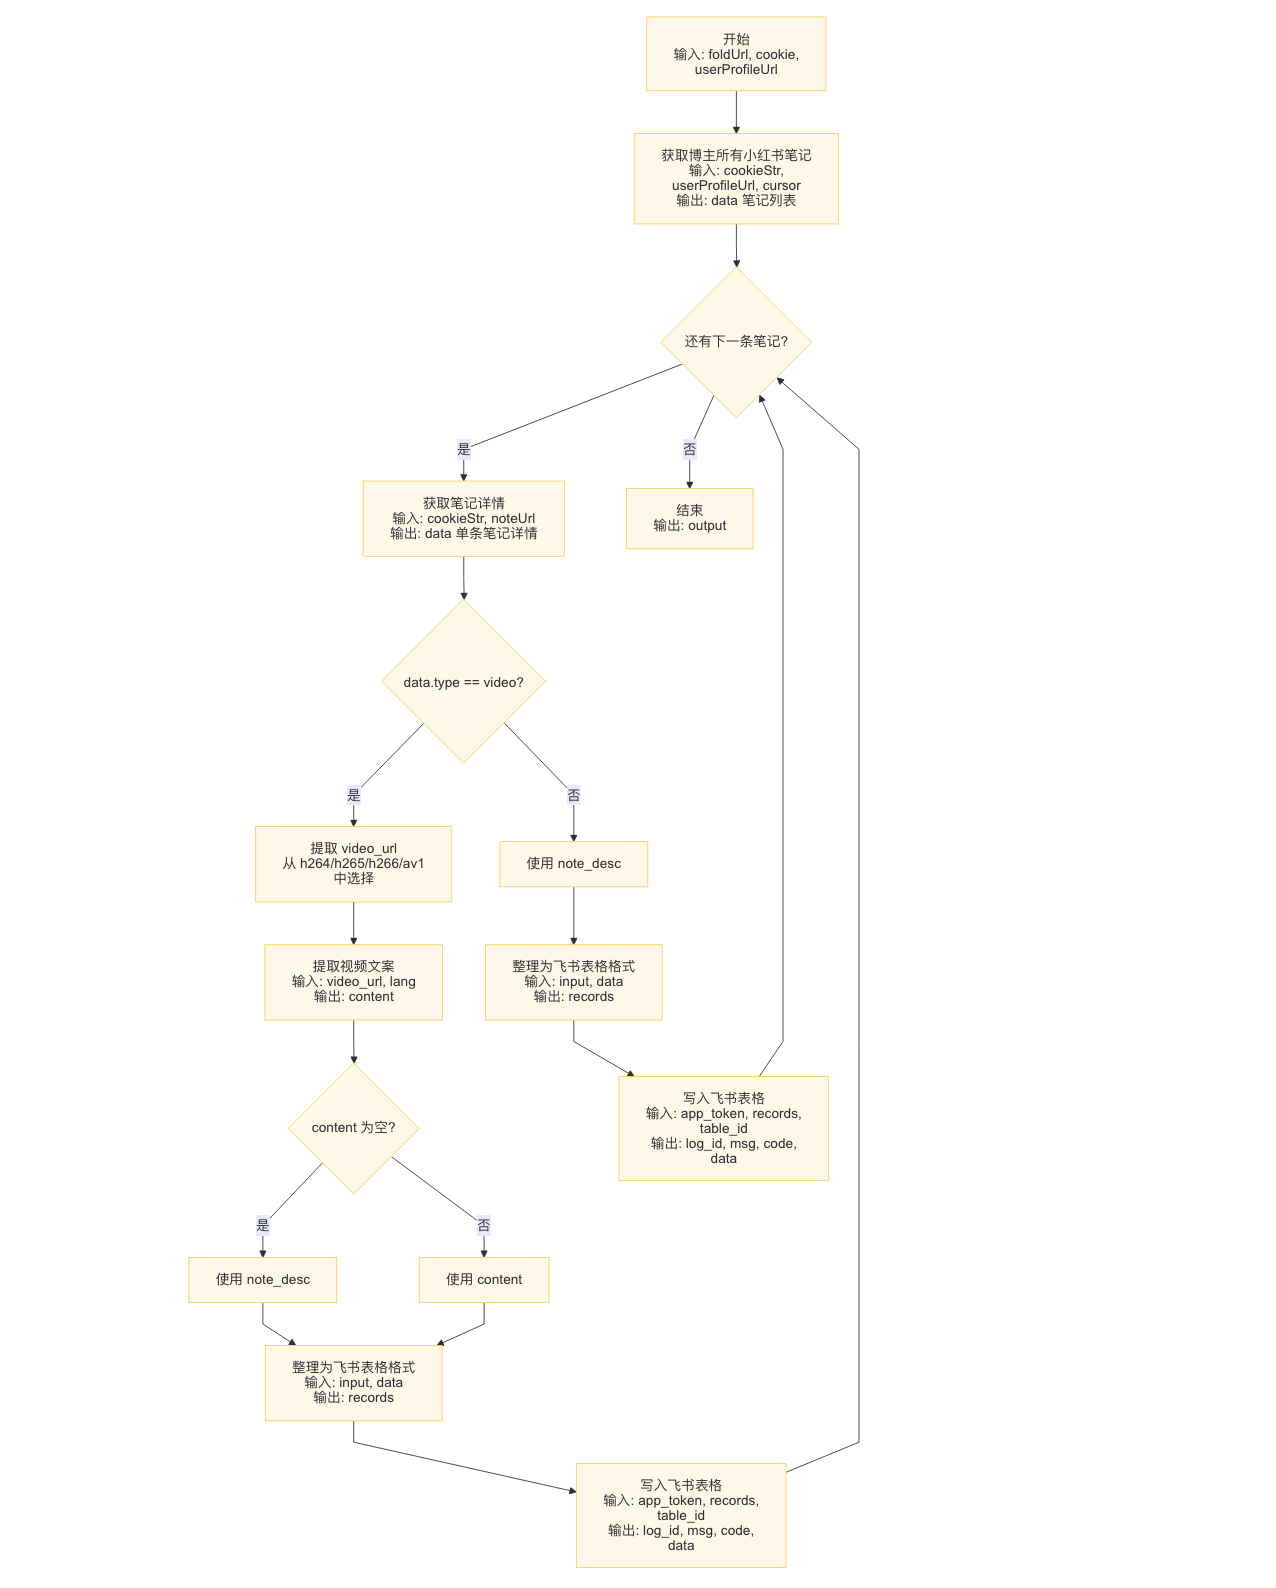 开始
输入: foldUrl, cookie,
userProfileUrl
获取博主所有小红书笔记
输入: cookieStr,
userProfileUrl, cursor
输出: data 笔记列表
还有下一条笔记?
是
否
获取笔记详情
输入: cookieStr, noteUrl
输出: data 单条笔记详情
结束
输出: output
data.type == video?
是
否
提取 video_url
从 h264/h265/h266/av1
中选择
使用 note_desc
提取视频文案
输入: video_url, lang
输出: content
整理为飞书表格格式
输入: input, data
输出: records
content 为空?
写入飞书表格
输入: app_token, records,
table_id
输出: log_id, msg, code,
data
是
否
使用 note_desc
使用 content
整理为飞书表格格式
输入: input, data
输出: records
写入飞书表格
输入: app_token, records,
table_id
输出: log_id, msg, code,
data